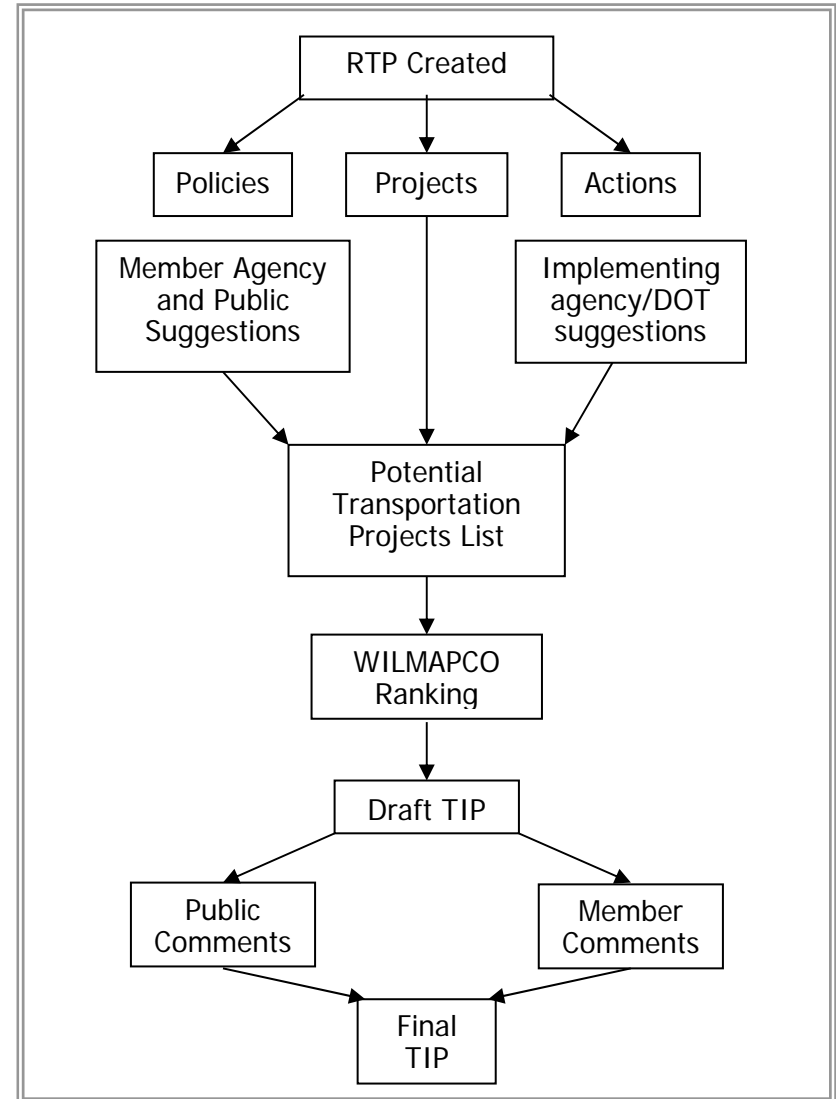 RTP Created
Policies
Projects
Actions
Member Agency
and Public
Suggestions
Implementing
agency/DOT
suggestions
Potential
Transportation
Projects List
WILMAPCO
Ranking
Draft TIP
Public
Comments
Member
Comments
Final
TIP